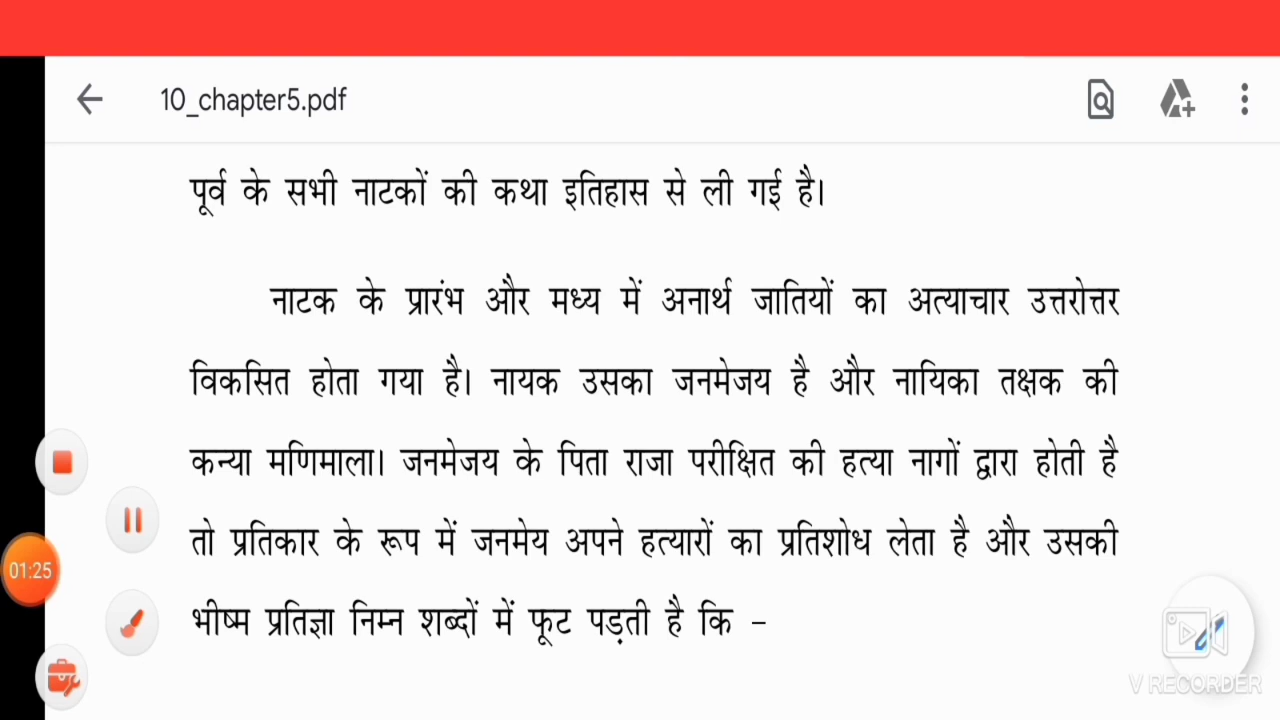 10_chapter5.pdf
पूर्व के सभी नाटकों की कथा इतिहास से ली गई है।
नाटक के प्रारंभ और मध्य में अनार्थ जातियों का अत्याचार उत्तरोत्तर
विकसित होता गया है। नायक उसका जनमेजय है और नायिका तक्षक की
कन्या मणिमाला। जनमेजय के पिता राजा परीक्षित की हत्या नागों द्वारा होती है
तो प्रतिकार के रूप में जनमेय अपने हत्यारों का प्रतिशोध लेता है और उसकी
भीष्म प्रतिज्ञा निम्न शब्दों में फूट पड़ती है कि –
01:25
V RECORDER